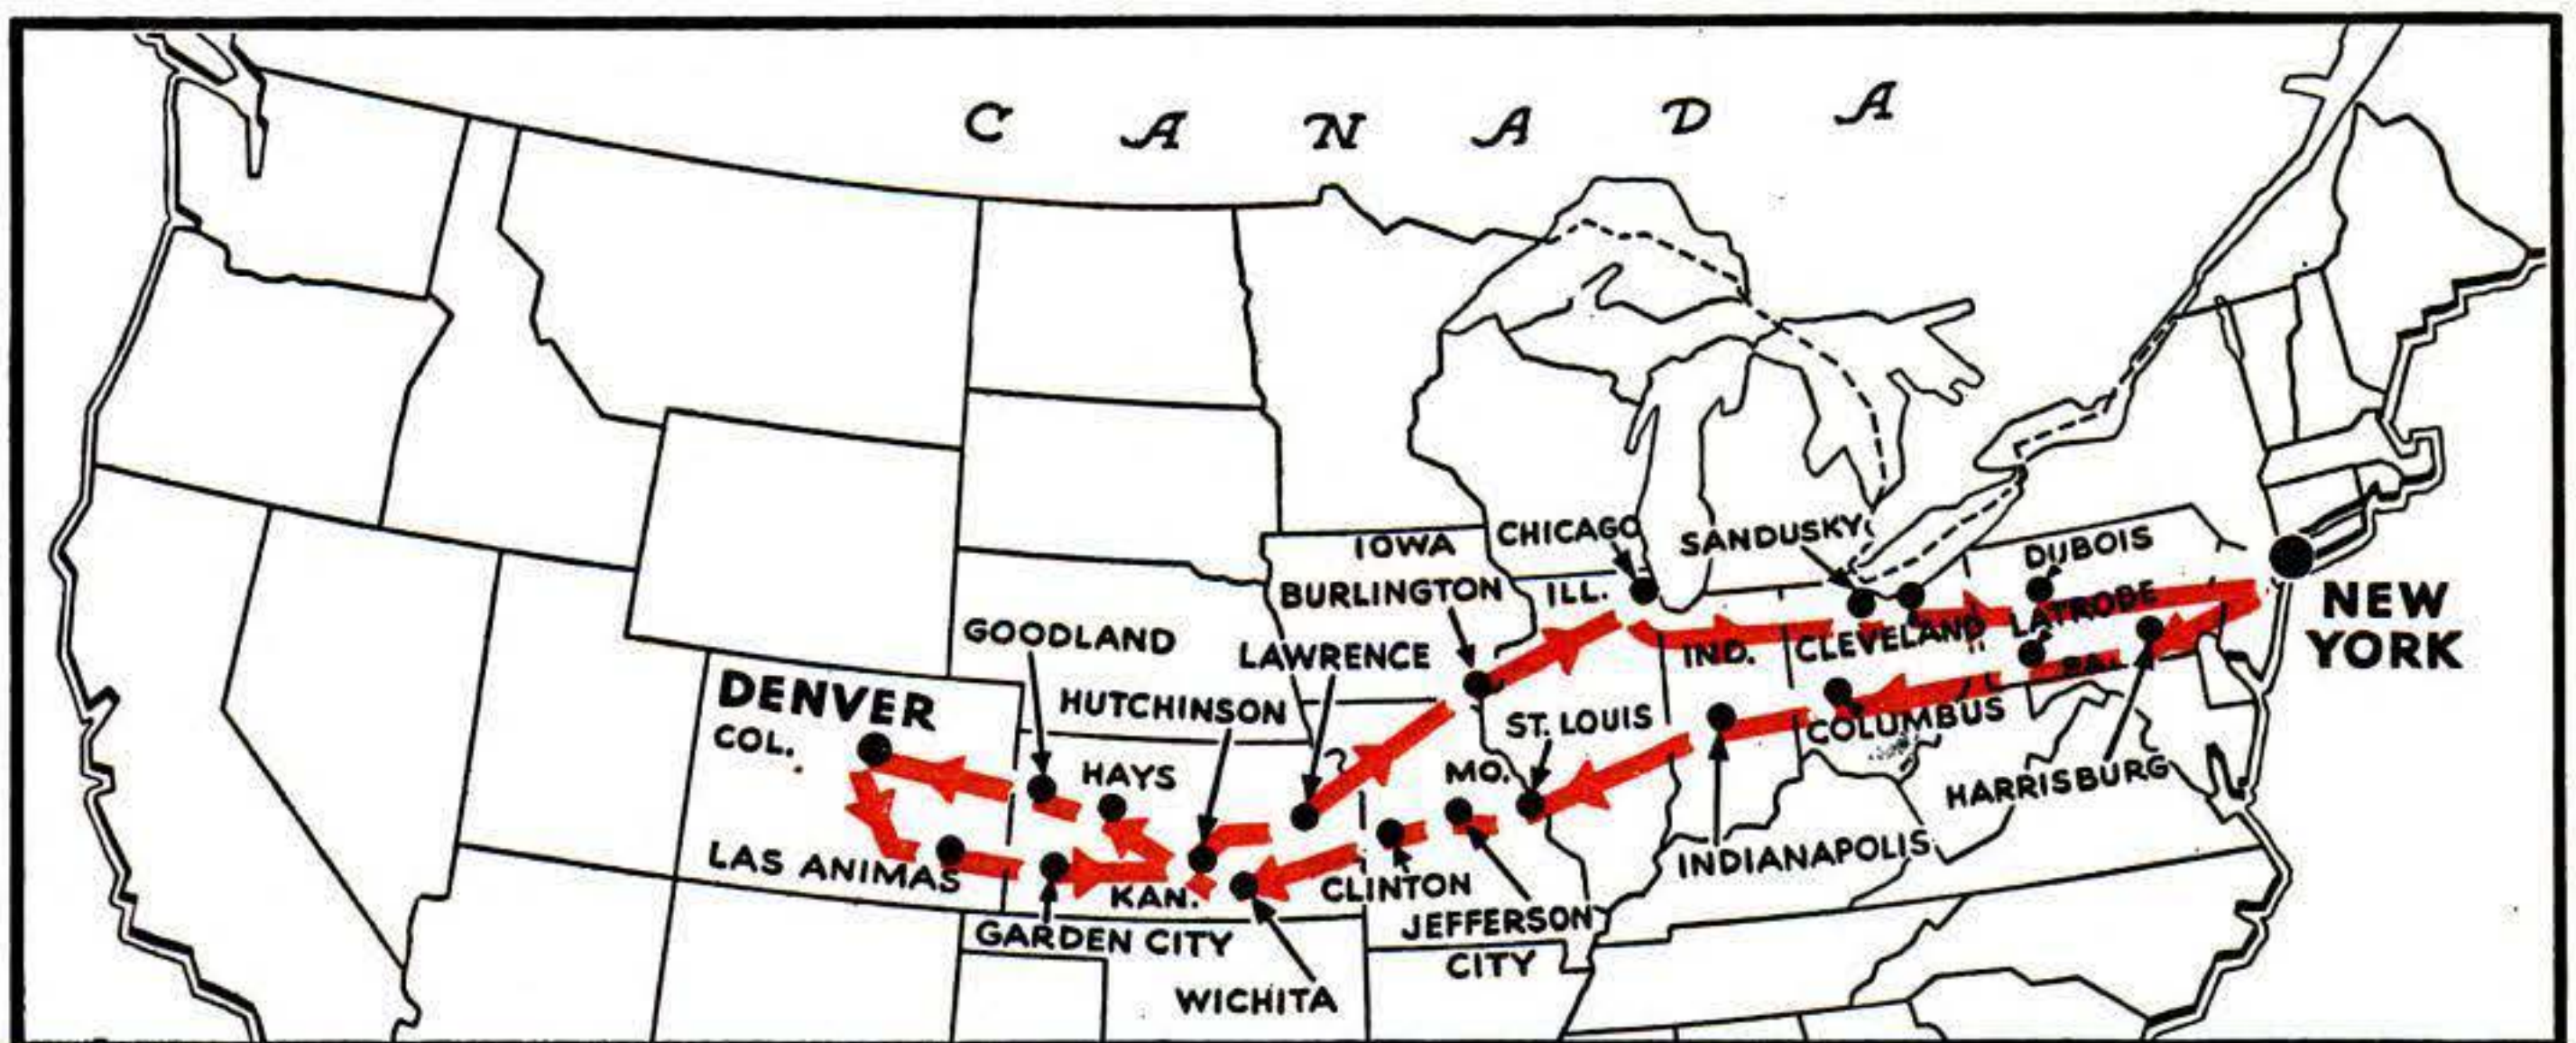 CANADA
CHICAGO
SANDUSKY
IOWA
DUBOIS
BURLINGTON
ILL.
LATROBE
NEW
YORK
GOODLAND
LAWRENCE
IND.
CLEVELAND
PA.
DENVER
HUTCHINSON
ST. LOUIS
COLUMBUS
COL.
HAYS
MO.
HARRISBURG
LAS ANIMAS
KAN.
CLINTON
INDIANAPOLIS
GARDEN CITY
JEFFERSON
CITY
WICHITA